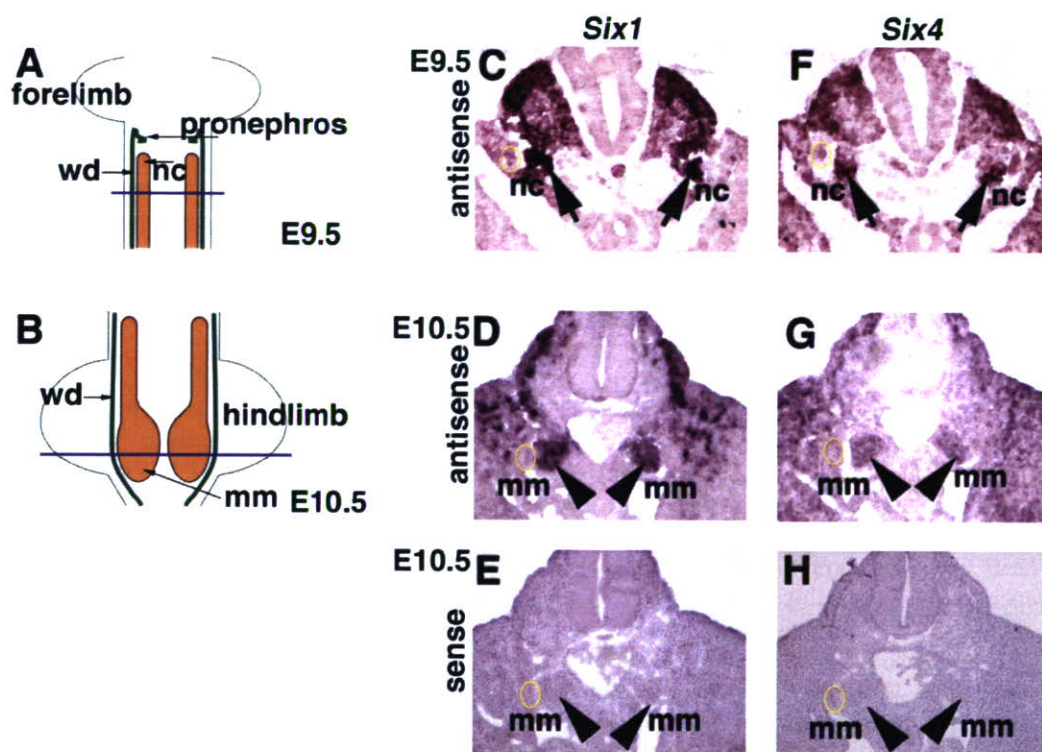 Six1
Six4
A
forelimb
pronephros
wd
nc
E9.5
B
wd
hindlimb
mm
E10.5
E9.5
antisense
C
nc
nc
F
nc
nc
E10.5
antisense
D
mm
mm
G
mm
mm
E10.5
sense
E
mm
mm
H
mm
mm